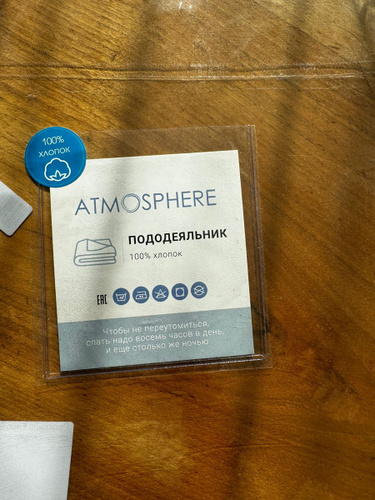 100%
ХЛОПОК
ATMOSPHERE
ПОДОДЕЯЛЬНИК
100% хлопок
EAC
Чтобы не переутомиться,
спать надо восемь часов в день,
и еще столько же ночью